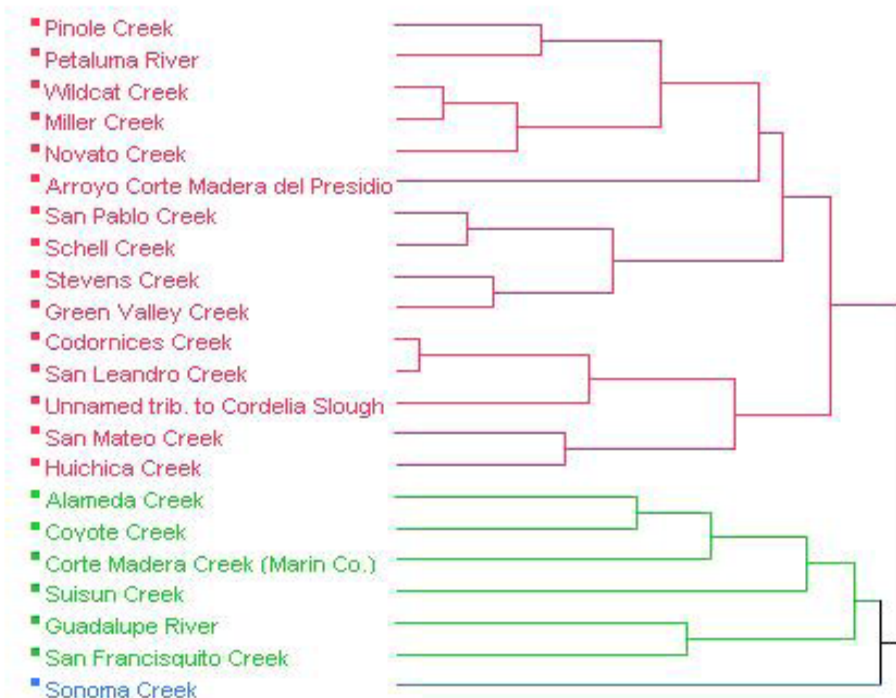 Pinole Creek
Petaluma River
Wildcat Creek
Miller Creek
Novato Creek
Arroyo Corte Madera del Presidio
San Pablo Creek
Schell Creek
Stevens Creek
Green Valley Creek
Codornices Creek
San Leandro Creek
Unnamed trib. to Cordelia Slough
San Mateo Creek
Huichica Creek
Alameda Creek
Coyote Creek
Corte Madera Creek (Marin Co.)
Suisun Creek
Guadalupe River
San Francisquito Creek
Sonoma Creek